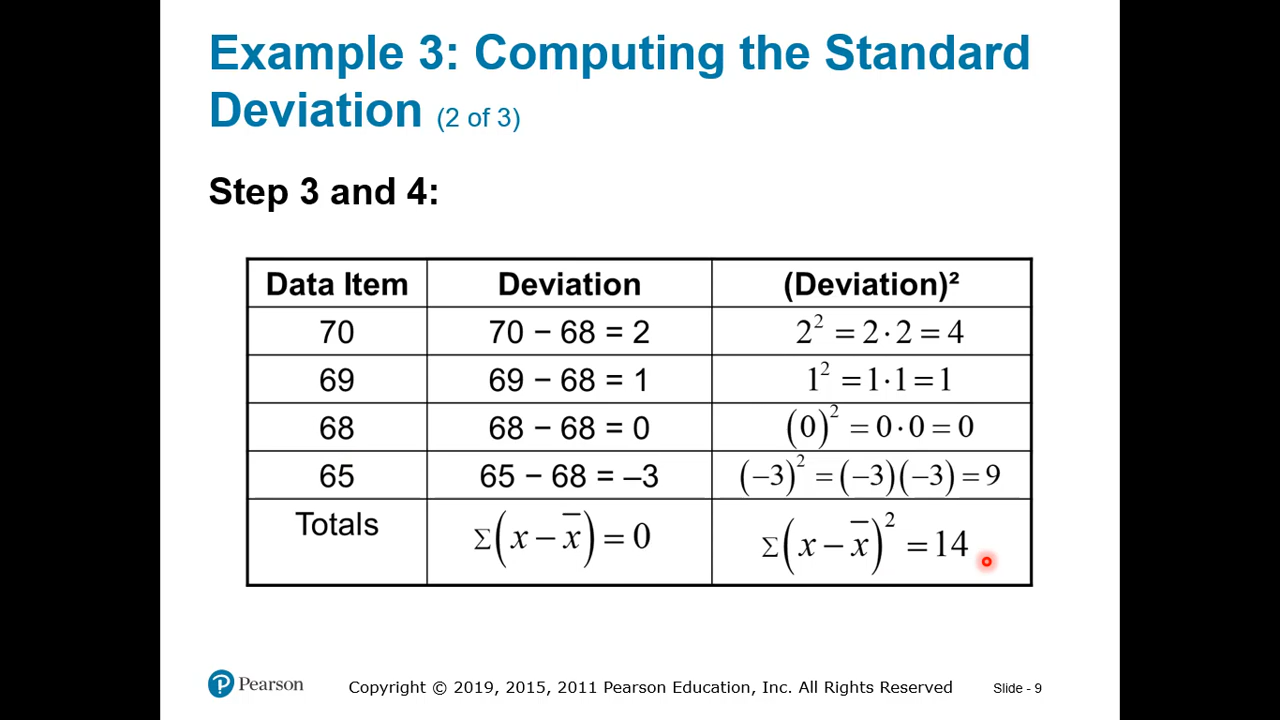 Example 3: Computing the Standard
Deviation (2 of 3)
Step 3 and 4:
Data Item Deviation (Deviation)²
70 70 − 68 = 2 2² = 2 · 2 = 4
69 69 − 68 = 1 1² = 1 · 1 = 1
68 68 − 68 = 0 (0)² = 0 · 0 = 0
65 65 − 68 = –3 (–3)² = (–3)(–3) = 9
Totals Σ(x − x̅) = 0 Σ(x − x̅)² = 14
Pearson Copyright © 2019, 2015, 2011 Pearson Education, Inc. All Rights Reserved Slide - 9